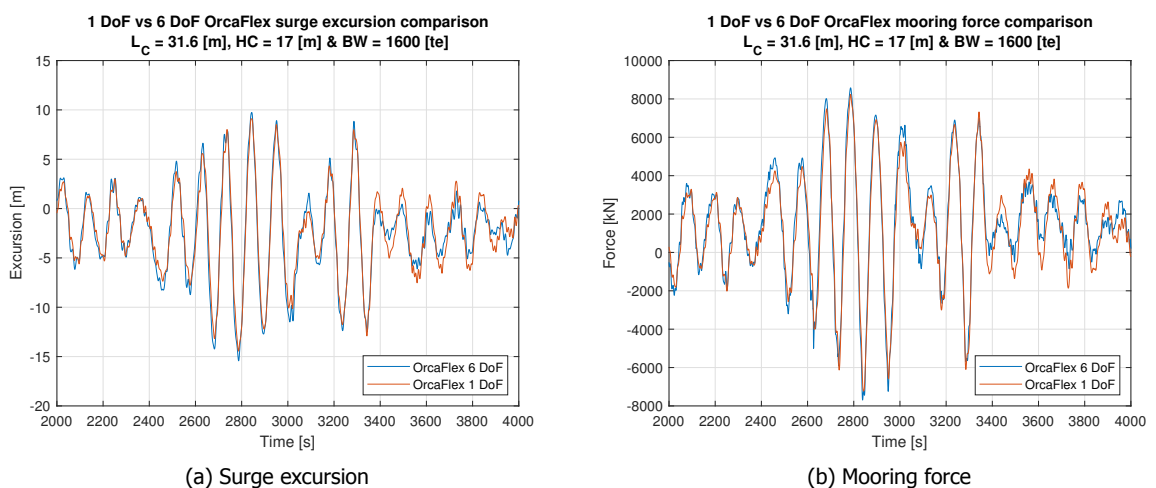 1 DoF vs 6 DoF OrcaFlex surge excursion comparison
L_C = 31.6 [m], HC = 17 [m] & BW = 1600 [te]
15
10
5
0
-5
-10
-15
-20
Excursion [m]
2000 2200 2400 2600 2800 3000 3200 3400 3600 3800 4000
Time [s]
OrcaFlex 6 DoF
OrcaFlex 1 DoF
(a) Surge excursion
1 DoF vs 6 DoF OrcaFlex mooring force comparison
L_C = 31.6 [m], HC = 17 [m] & BW = 1600 [te]
10000
8000
6000
4000
2000
0
-2000
-4000
-6000
-8000
Force [kN]
2000 2200 2400 2600 2800 3000 3200 3400 3600 3800 4000
Time [s]
OrcaFlex 6 DoF
OrcaFlex 1 DoF
(b) Mooring force